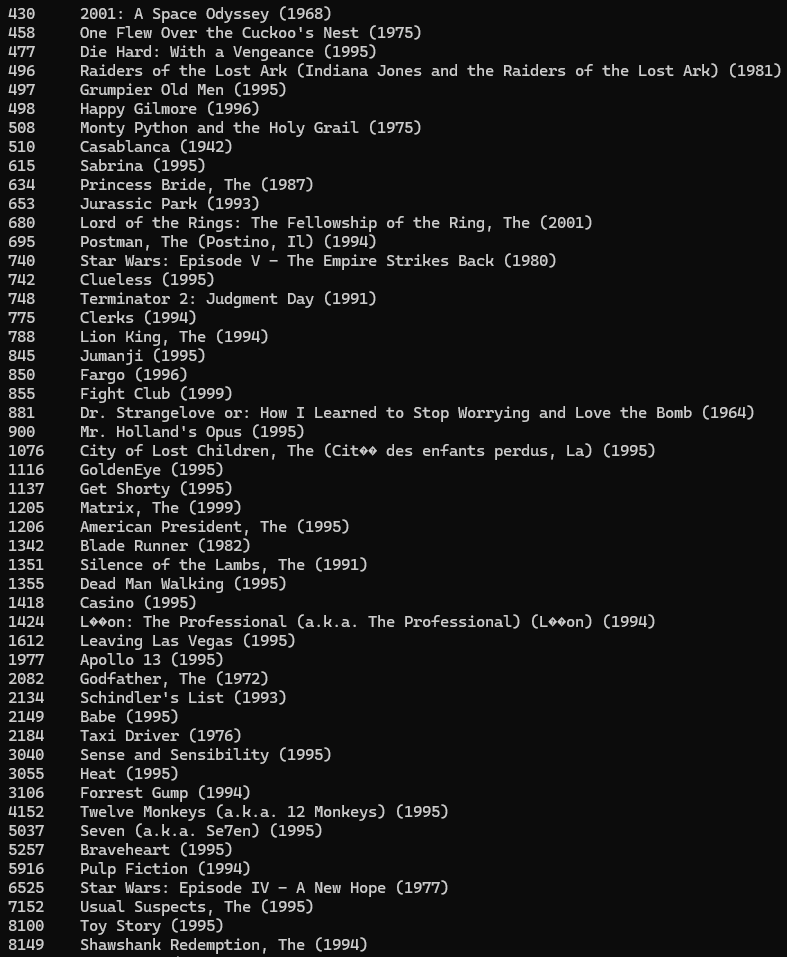 430     2001: A Space Odyssey (1968)
458     One Flew Over the Cuckoo's Nest (1975)
477     Die Hard: With a Vengeance (1995)
496     Raiders of the Lost Ark (Indiana Jones and the Raiders of the Lost Ark) (1981)
497     Grumpier Old Men (1995)
498     Happy Gilmore (1996)
508     Monty Python and the Holy Grail (1975)
510     Casablanca (1942)
615     Sabrina (1995)
634     Princess Bride, The (1987)
653     Jurassic Park (1993)
680     Lord of the Rings: The Fellowship of the Ring, The (2001)
695     Postman, The (Postino, Il) (1994)
740     Star Wars: Episode V - The Empire Strikes Back (1980)
742     Clueless (1995)
748     Terminator 2: Judgment Day (1991)
775     Clerks (1994)
788     Lion King, The (1994)
845     Jumanji (1995)
850     Fargo (1996)
855     Fight Club (1999)
881     Dr. Strangelove or: How I Learned to Stop Worrying and Love the Bomb (1964)
900     Mr. Holland's Opus (1995)
1076    City of Lost Children, The (Cit�� des enfants perdus, La) (1995)
1116    GoldenEye (1995)
1137    Get Shorty (1995)
1205    Matrix, The (1999)
1206    American President, The (1995)
1342    Blade Runner (1982)
1351    Silence of the Lambs, The (1991)
1355    Dead Man Walking (1995)
1418    Casino (1995)
1424    L��on: The Professional (a.k.a. The Professional) (L��on) (1994)
1612    Leaving Las Vegas (1995)
1977    Apollo 13 (1995)
2082    Godfather, The (1972)
2134    Schindler's List (1993)
2149    Babe (1995)
2184    Taxi Driver (1976)
3040    Sense and Sensibility (1995)
3055    Heat (1995)
3106    Forrest Gump (1994)
4152    Twelve Monkeys (a.k.a. 12 Monkeys) (1995)
5037    Seven (a.k.a. Se7en) (1995)
5257    Braveheart (1995)
5916    Pulp Fiction (1994)
6525    Star Wars: Episode IV - A New Hope (1977)
7152    Usual Suspects, The (1995)
8100    Toy Story (1995)
8149    Shawshank Redemption, The (1994)